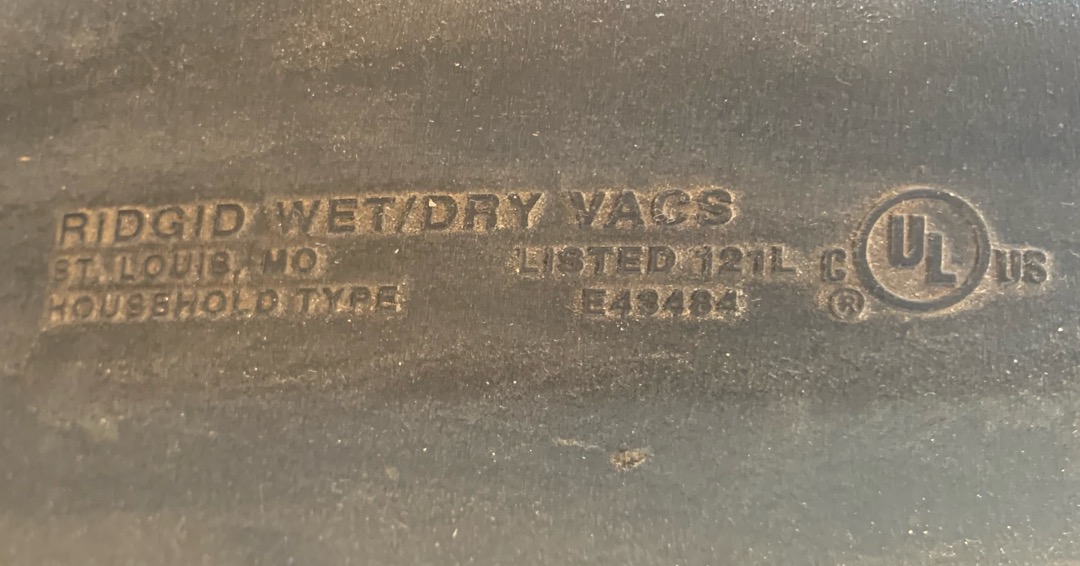 RIDGID WET/DRY VACS
ST. LOUIS, MO LISTED 121L C UL US
HOUSEHOLD TYPE E43484 ®